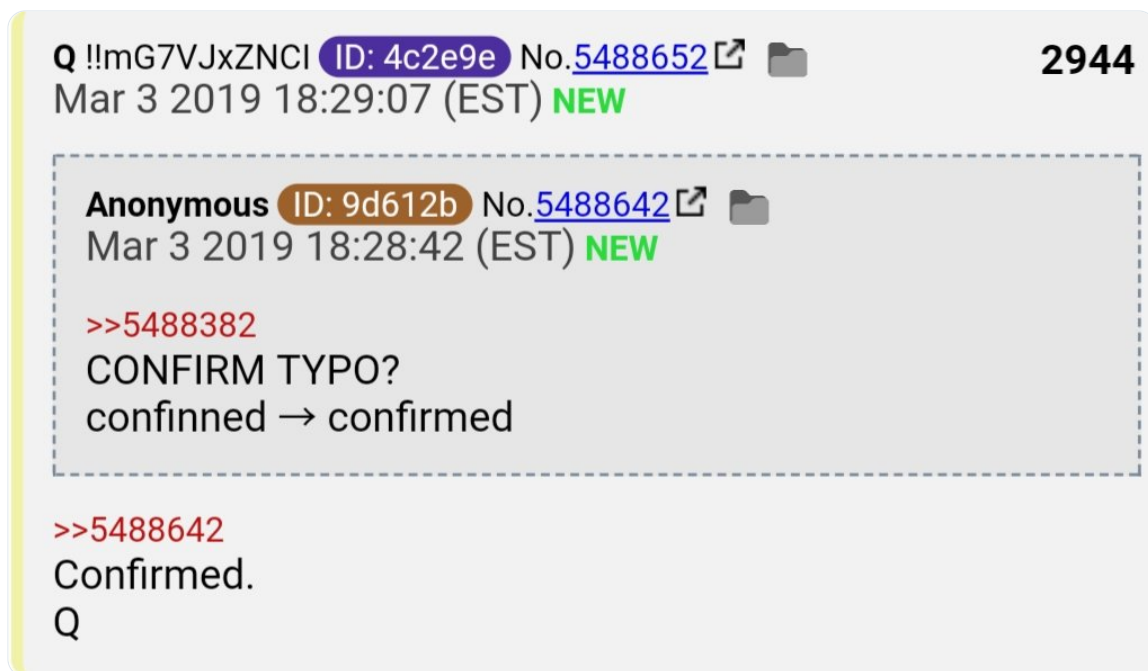 Q !!mG7VJxZNCI ID: 4c2e9e No.5488652 2944
Mar 3 2019 18:29:07 (EST) NEW
Anonymous ID: 9d612b No.5488642
Mar 3 2019 18:28:42 (EST) NEW
>>5488382
CONFIRM TYPO?
confinned → confirmed
>>5488642
Confirmed.
Q